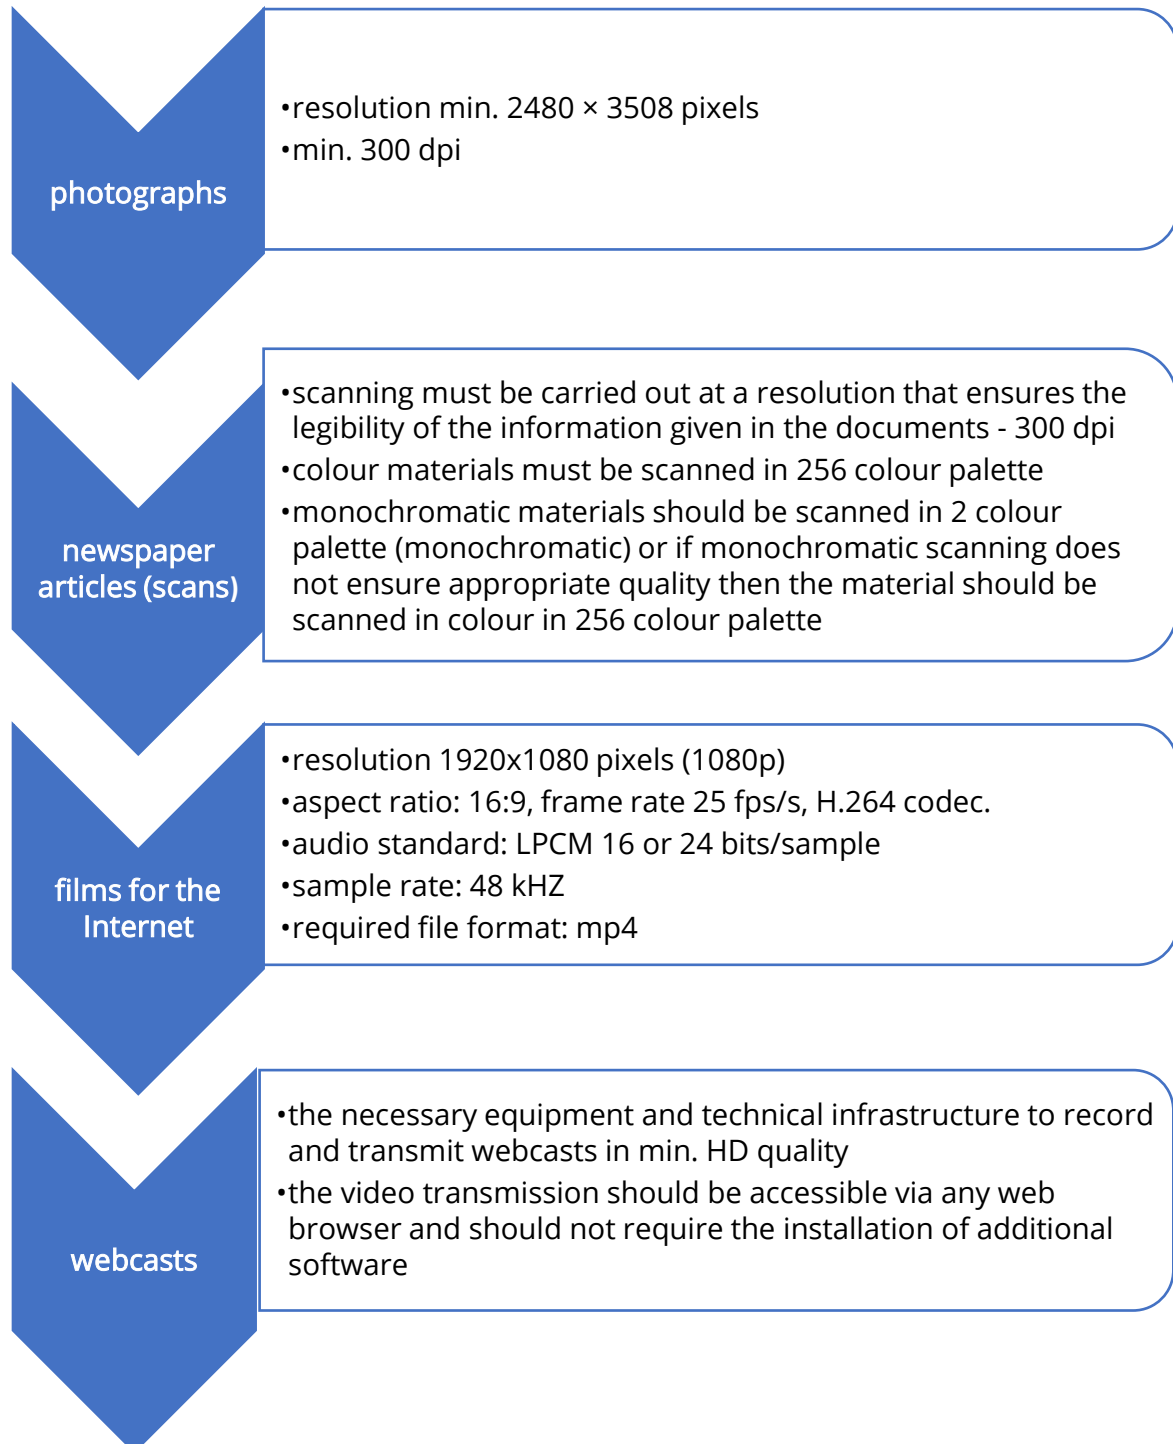 photographs
•resolution min. 2480 × 3508 pixels
•min. 300 dpi
newspaper
articles (scans)
•scanning must be carried out at a resolution that ensures the
legibility of the information given in the documents - 300 dpi
•colour materials must be scanned in 256 colour palette
•monochromatic materials should be scanned in 2 colour
palette (monochromatic) or if monochromatic scanning does
not ensure appropriate quality then the material should be
scanned in colour in 256 colour palette
films for the
Internet
•resolution 1920x1080 pixels (1080p)
•aspect ratio: 16:9, frame rate 25 fps/s, H.264 codec.
•audio standard: LPCM 16 or 24 bits/sample
•sample rate: 48 kHZ
•required file format: mp4
webcasts
•the necessary equipment and technical infrastructure to record
and transmit webcasts in min. HD quality
•the video transmission should be accessible via any web
browser and should not require the installation of additional
software